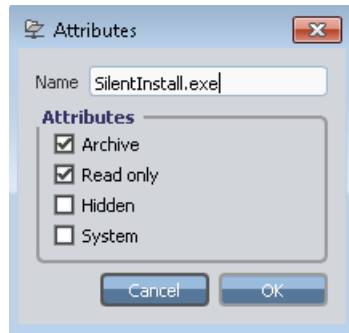 Attributes
Name SilentInstall.exe
Attributes
Archive
Read only
Hidden
System
Cancel OK